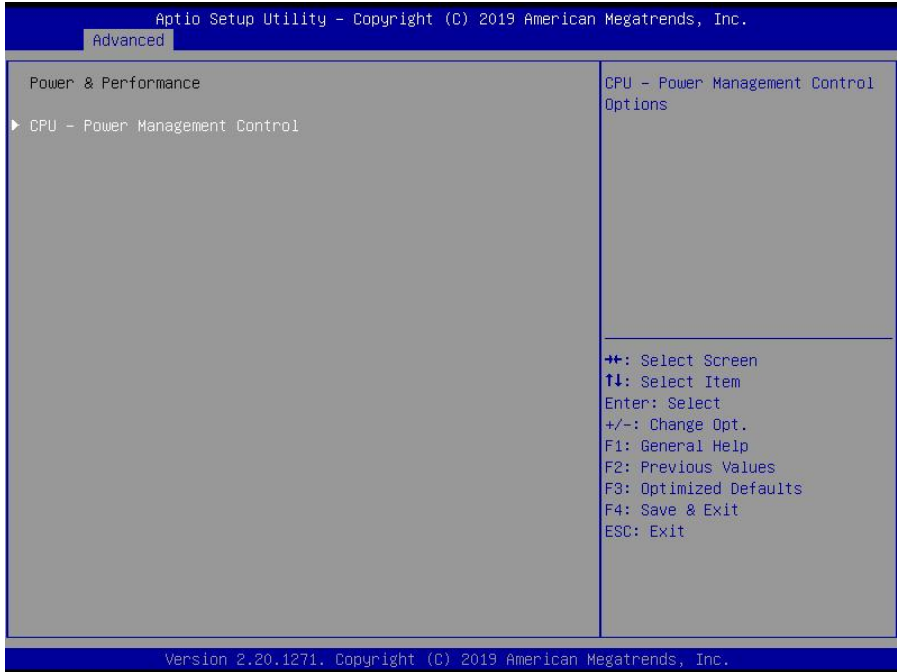 Aptio Setup Utility – Copyright (C) 2019 American Megatrends, Inc.
Advanced
Power & Performance
▶ CPU – Power Management Control
CPU – Power Management Control
Options
→←: Select Screen
↑↓: Select Item
Enter: Select
+/-: Change Opt.
F1: General Help
F2: Previous Values
F3: Optimized Defaults
F4: Save & Exit
ESC: Exit
Version 2.20.1271. Copyright (C) 2019 American Megatrends, Inc.